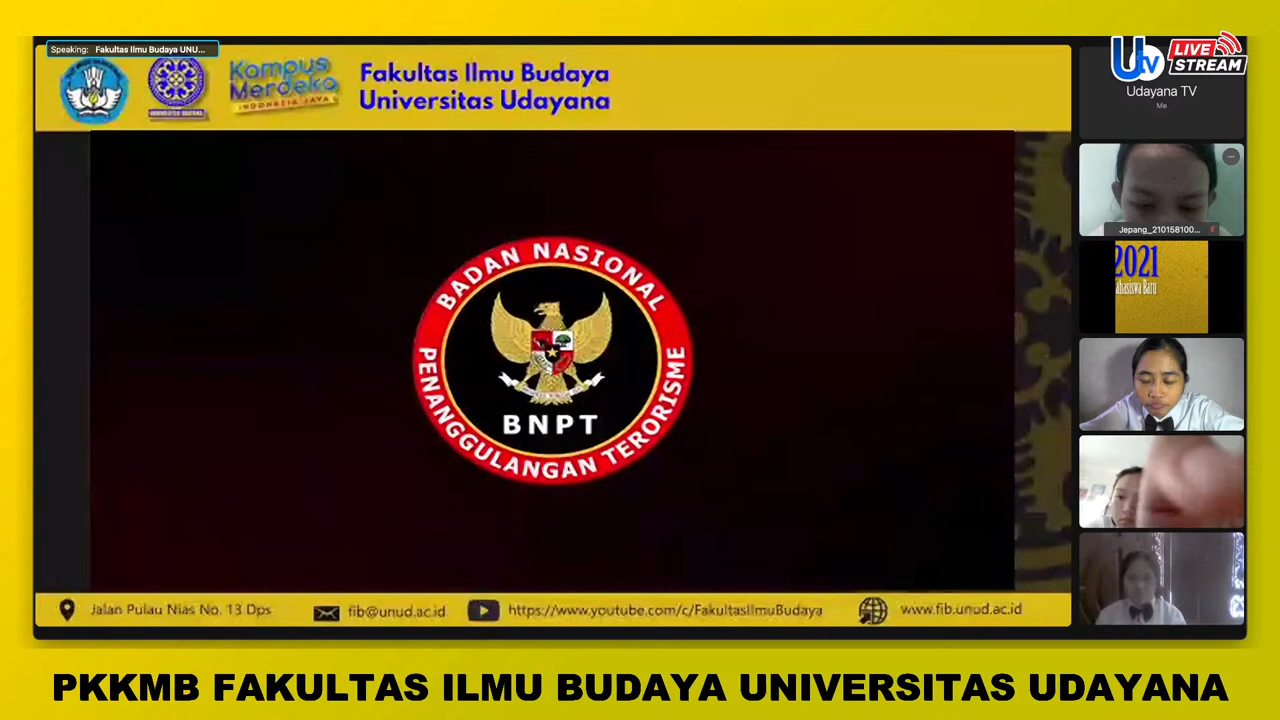 Speaking: Fakultas Ilmu Budaya UNU...
Kampus
Merdeka
INDONESIA JAYA
Fakultas Ilmu Budaya
Universitas Udayana
U tv LIVE
STREAM
Udayana TV
Me
Jepang_210158100...
2021
ahasiswa Baru
BADAN NASIONAL
PENANGGULANGAN TERORISME
BNPT
Jalan Pulau Nias No. 13 Dps
fib@unud.ac.id
https://www.youtube.com/c/FakultasIlmuBudaya
www.fib.unud.ac.id
PKKMB FAKULTAS ILMU BUDAYA UNIVERSITAS UDAYANA